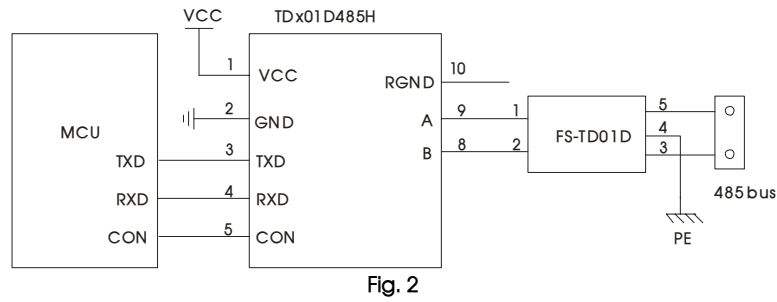 VCC
TDx01D485H
1
VCC
RGND
10
2
GND
A
9
1
5
MCU
FS-TD01D
4
TXD
3
TXD
B
8
2
3
RXD
4
RXD
485 bus
CON
5
CON
PE
Fig. 2